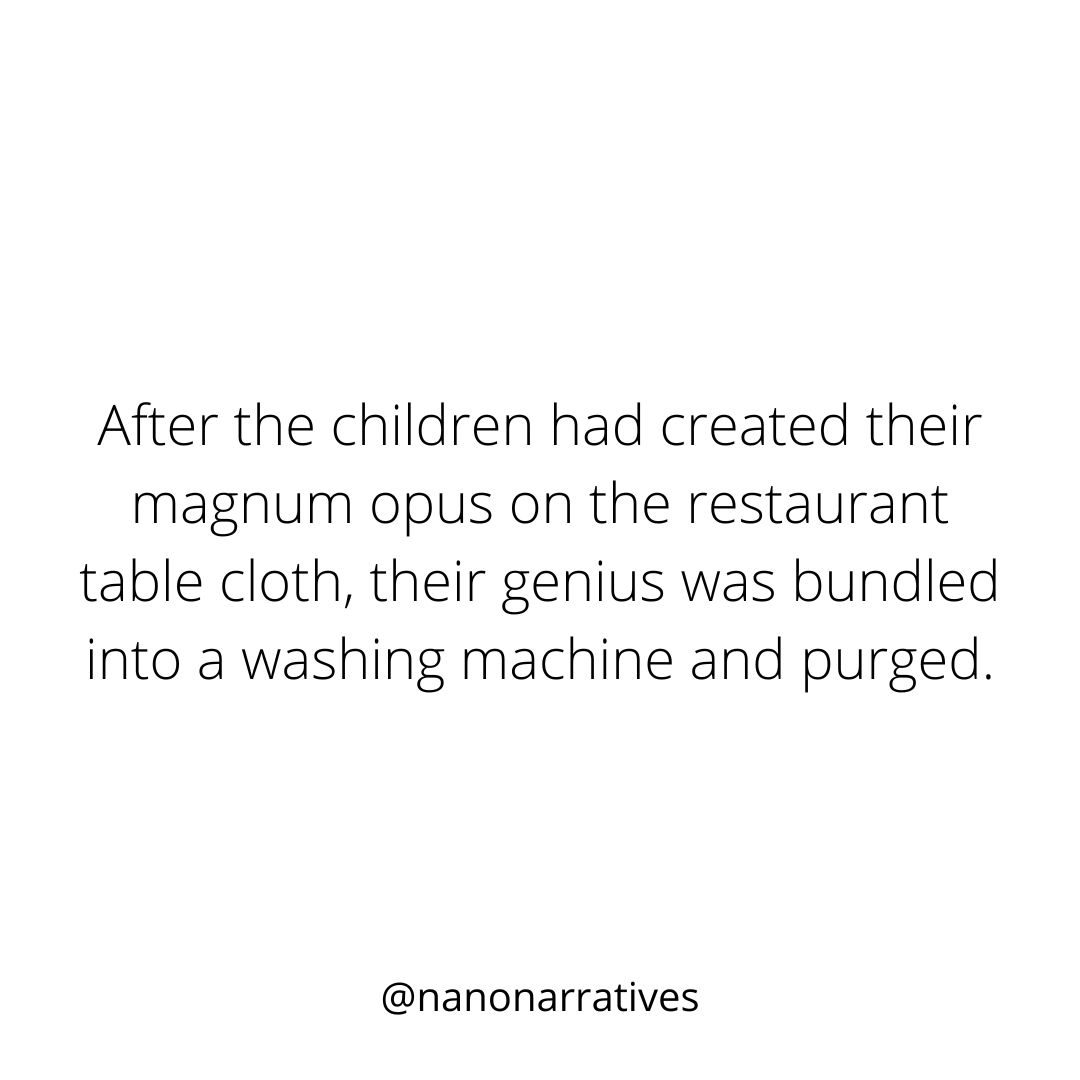 After the children had created their
magnum opus on the restaurant
table cloth, their genius was bundled
into a washing machine and purged.
@nanonarratives